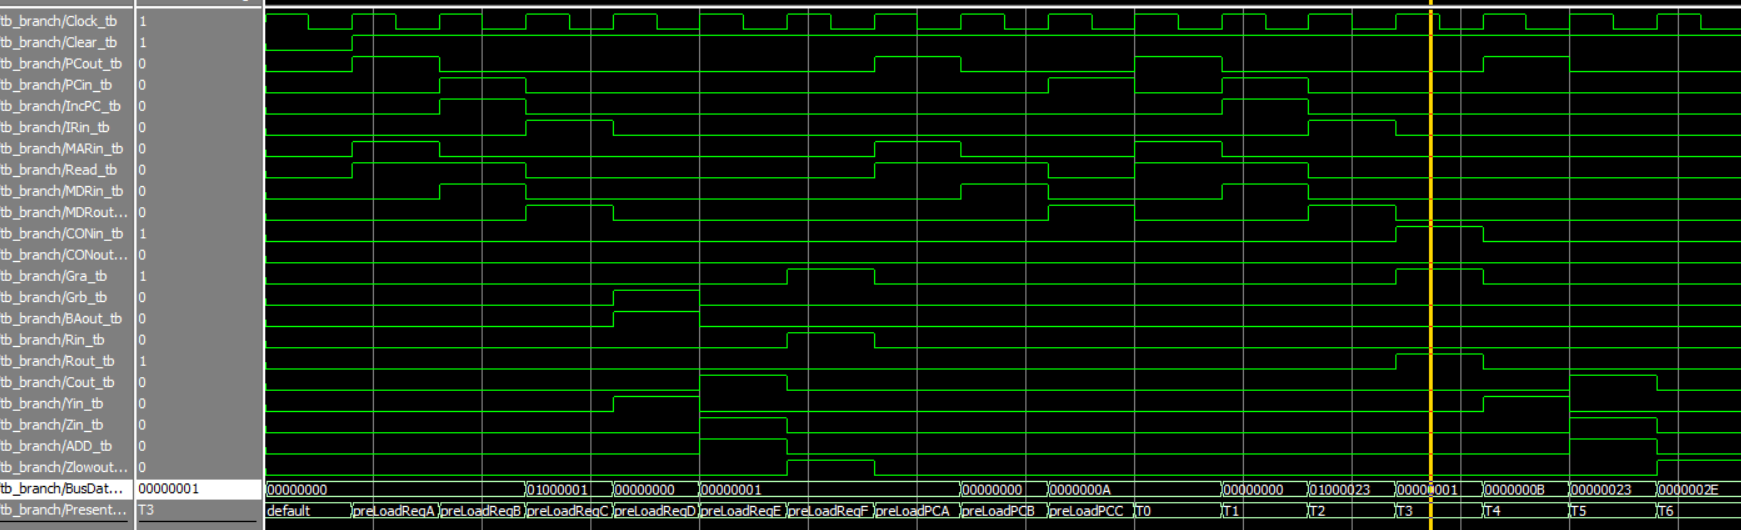 tb_branch/Clock_tb 1
tb_branch/Clear_tb 1
tb_branch/PCout_tb 0
tb_branch/PCin_tb 0
tb_branch/IncPC_tb 0
tb_branch/IRin_tb 0
tb_branch/MARin_tb 0
tb_branch/Read_tb 0
tb_branch/MDRin_tb 0
tb_branch/MDRout... 0
tb_branch/CONin_tb 1
tb_branch/CONout... 0
tb_branch/Gra_tb 1
tb_branch/Grb_tb 0
tb_branch/BAout_tb 0
tb_branch/Rin_tb 0
tb_branch/Rout_tb 1
tb_branch/Cout_tb 0
tb_branch/Yin_tb 0
tb_branch/Zin_tb 0
tb_branch/ADD_tb 0
tb_branch/Zlowout... 0
tb_branch/BusDat... 00000001 00000000 01000001 00000000 00000001 00000000 0000000A 00000000 01000023 00000001 0000000B 00000023 0000002E
tb_branch/Present... T3 default preLoadRegA preLoadRegB preLoadRegC preLoadRegD preLoadRegE preLoadRegF preLoadPCA preLoadPCB preLoadPCC T0 T1 T2 T3 T4 T5 T6